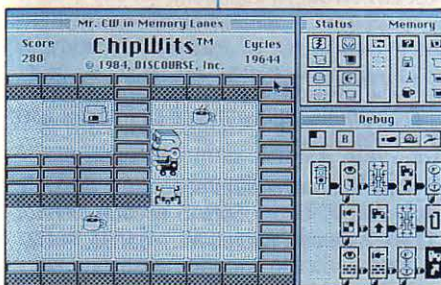 Mr. CW in Memory Lanes
Score
280
ChipWits™
Cycles
19644
© 1984, DISCOURSE, Inc.
Status
Memory
Debug
B